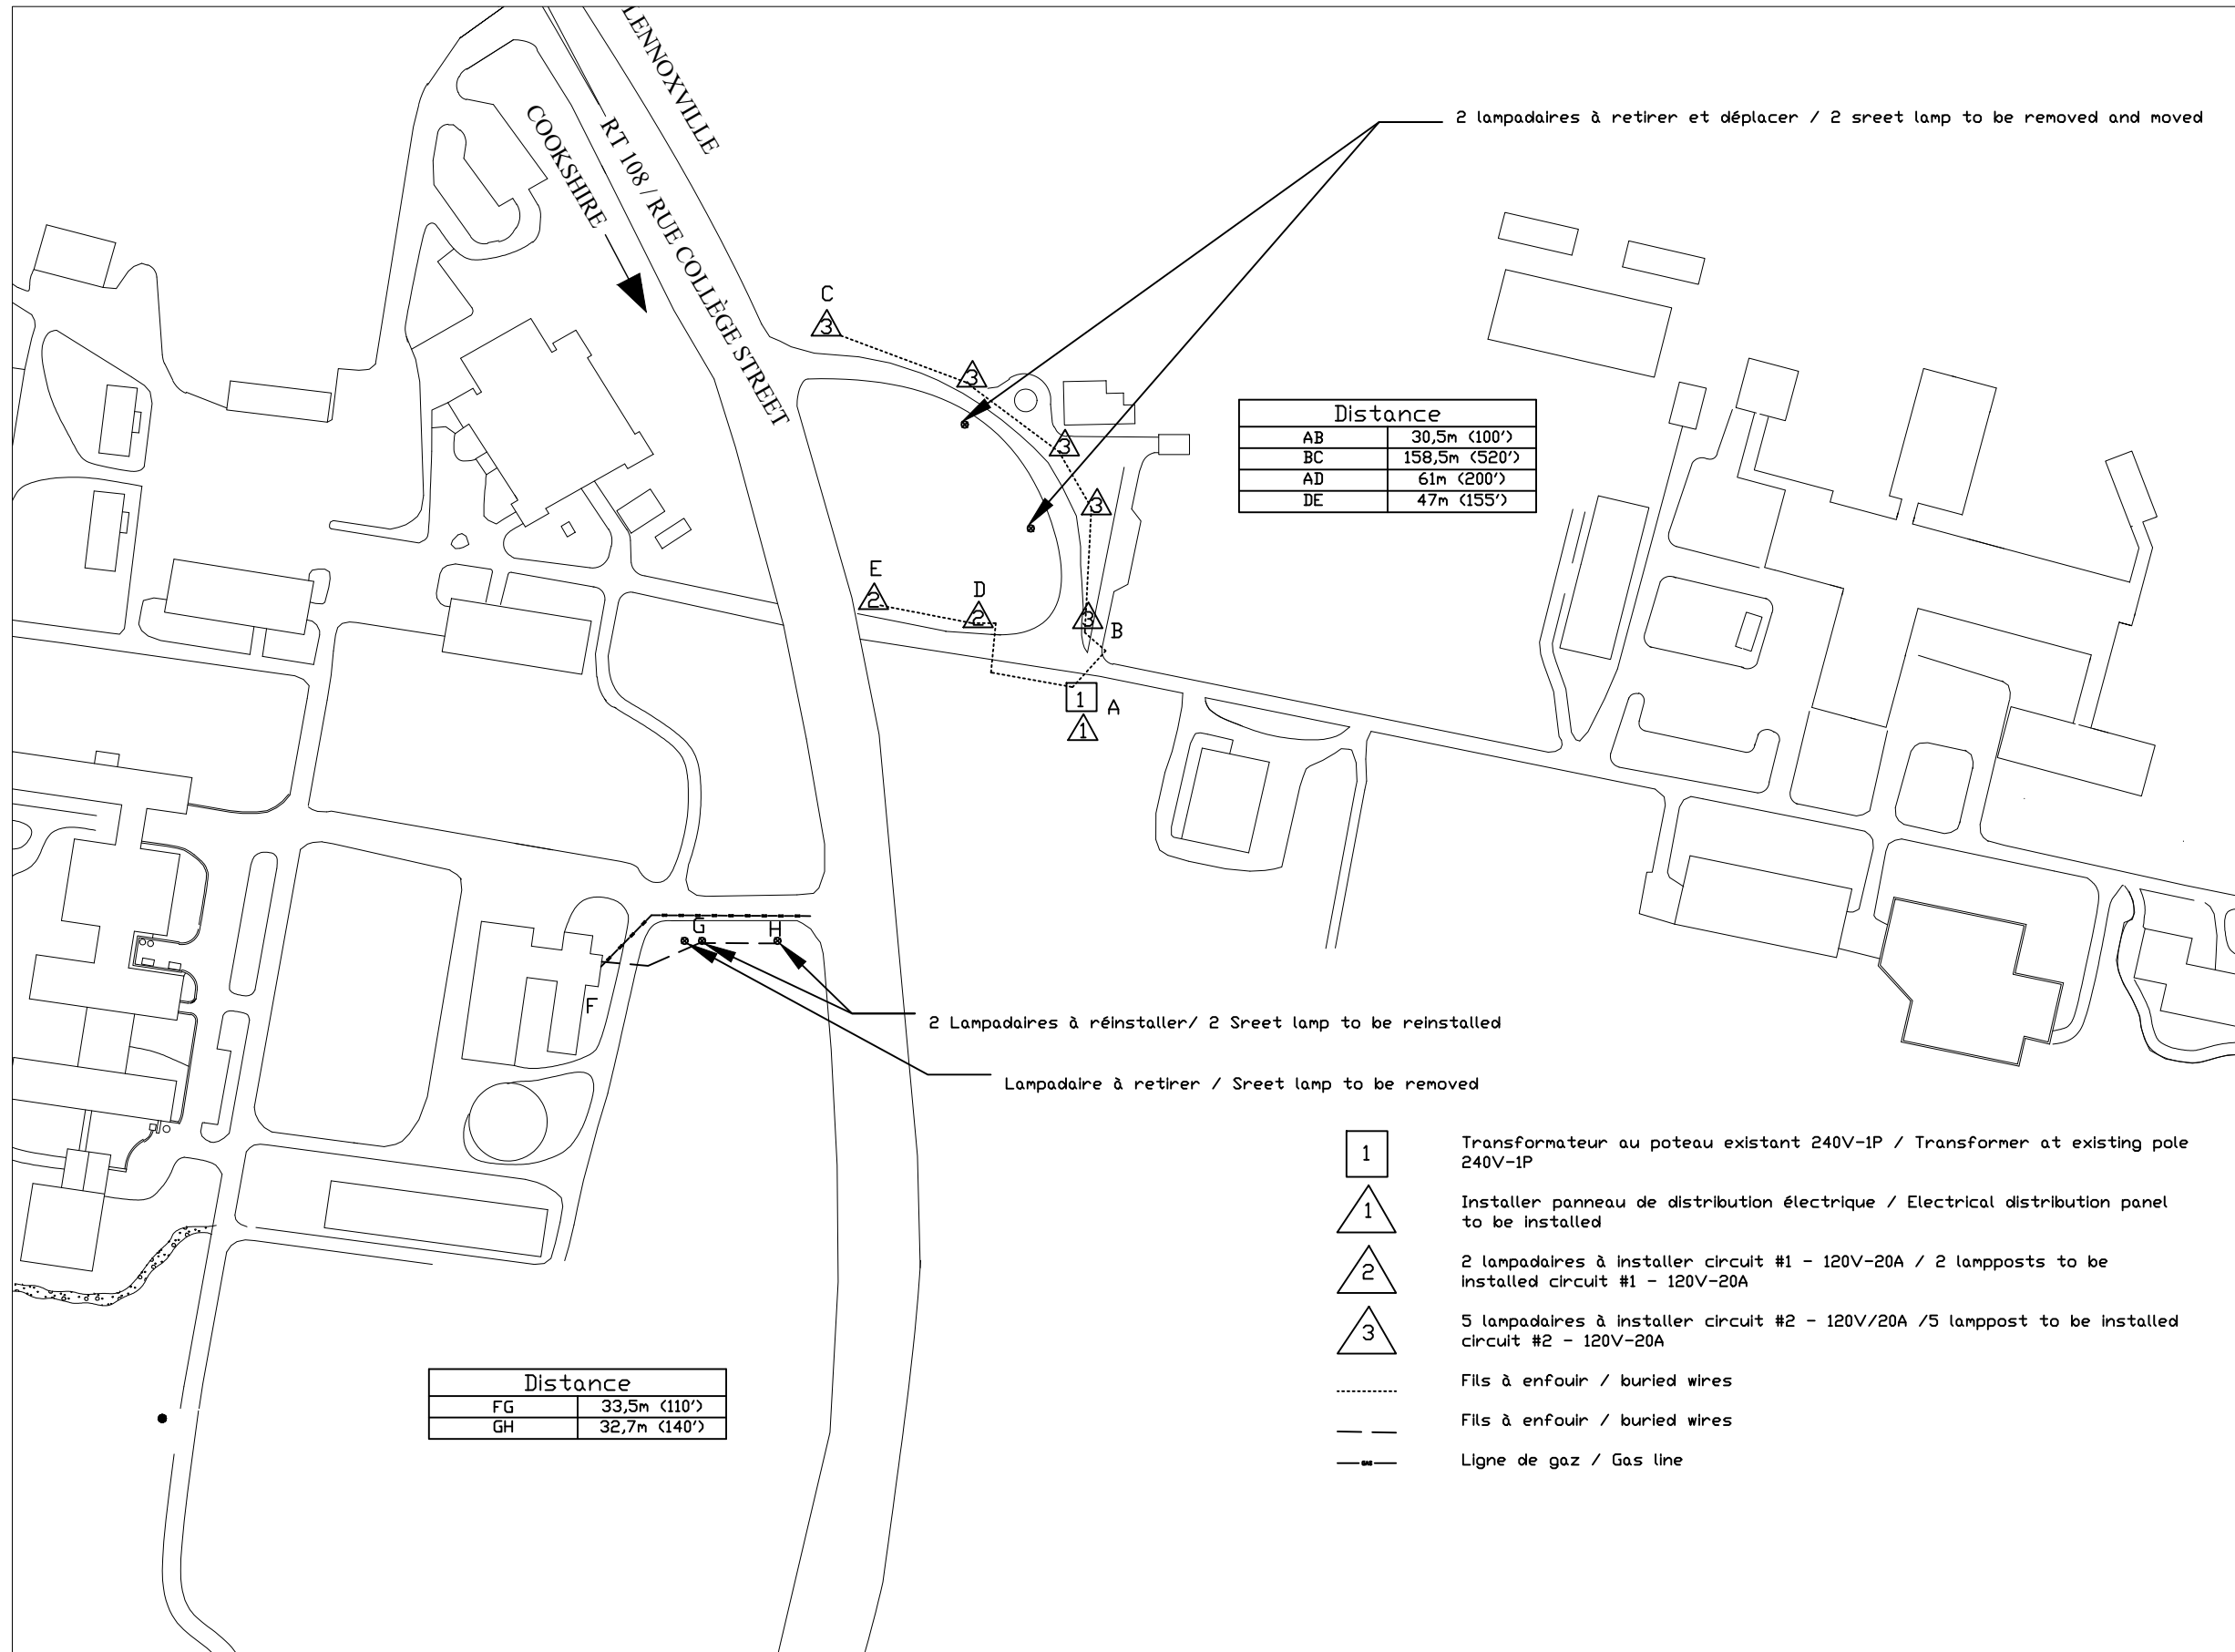 LENNOXVILLE
COOKSHIRE
RT 108 / RUE COLLÈGE STREET
2 lampadaires à retirer et déplacer / 2 sreet lamp to be removed and moved
C
3
3
3
3
Distance
AB 30,5m (100')
BC 158,5m (520')
AD 61m (200')
DE 47m (155')
E
2
D
2
3
B
1
A
1
G
H
F
2 Lampadaires à réinstaller/ 2 Sreet lamp to be reinstalled
Lampadaire à retirer / Sreet lamp to be removed
1
Transformateur au poteau existant 240V-1P / Transformer at existing pole
240V-1P
1
Installer panneau de distribution électrique / Electrical distribution panel
to be installed
2
2 lampadaires à installer circuit #1 - 120V-20A / 2 lampposts to be
installed circuit #1 - 120V-20A
3
5 lampadaires à installer circuit #2 - 120V/20A /5 lamppost to be installed
circuit #2 - 120V-20A
Fils à enfouir / buried wires
Fils à enfouir / buried wires
GAS
Ligne de gaz / Gas line
Distance
FG 33,5m (110')
GH 32,7m (140')